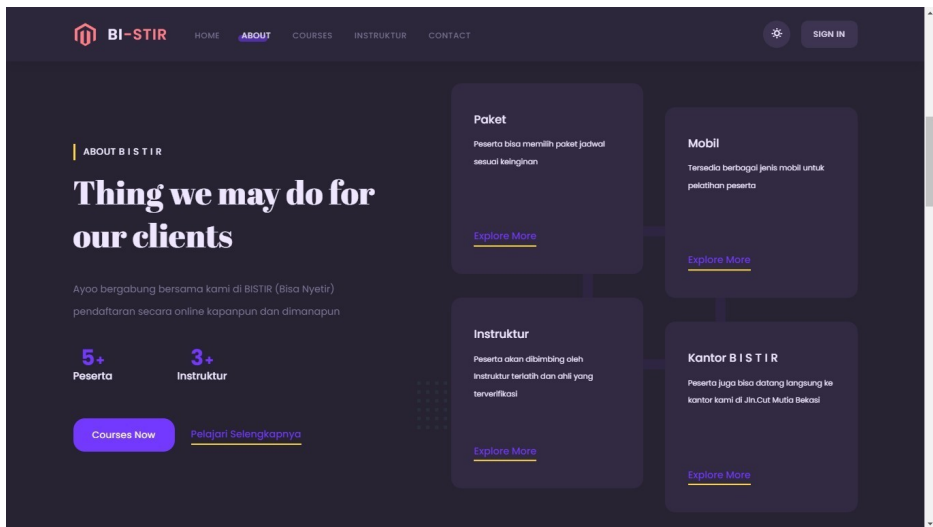 BI-STIR
HOME ABOUT COURSES INSTRUKTUR CONTACT
SIGN IN
ABOUT B I S T I R
Thing we may do for
our clients
Ayoo bergabung bersama kami di BISTIR (Bisa Nyetir)
pendaftaran secara online kapanpun dan dimanapun
5+
Peserta
3+
Instruktur
Courses Now
Pelajari Selengkapnya
Paket
Peserta bisa memilih paket jadwal
sesuai keinginan
Explore More
Mobil
Tersedia berbagai jenis mobil untuk
pelatihan peserta
Explore More
Instruktur
Peserta akan dibimbing oleh
Instruktur terlatih dan ahli yang
terverifikasi
Explore More
Kantor B I S T I R
Peserta juga bisa datang langsung ke
kantor kami di Jln.Cut Mutia Bekasi
Explore More